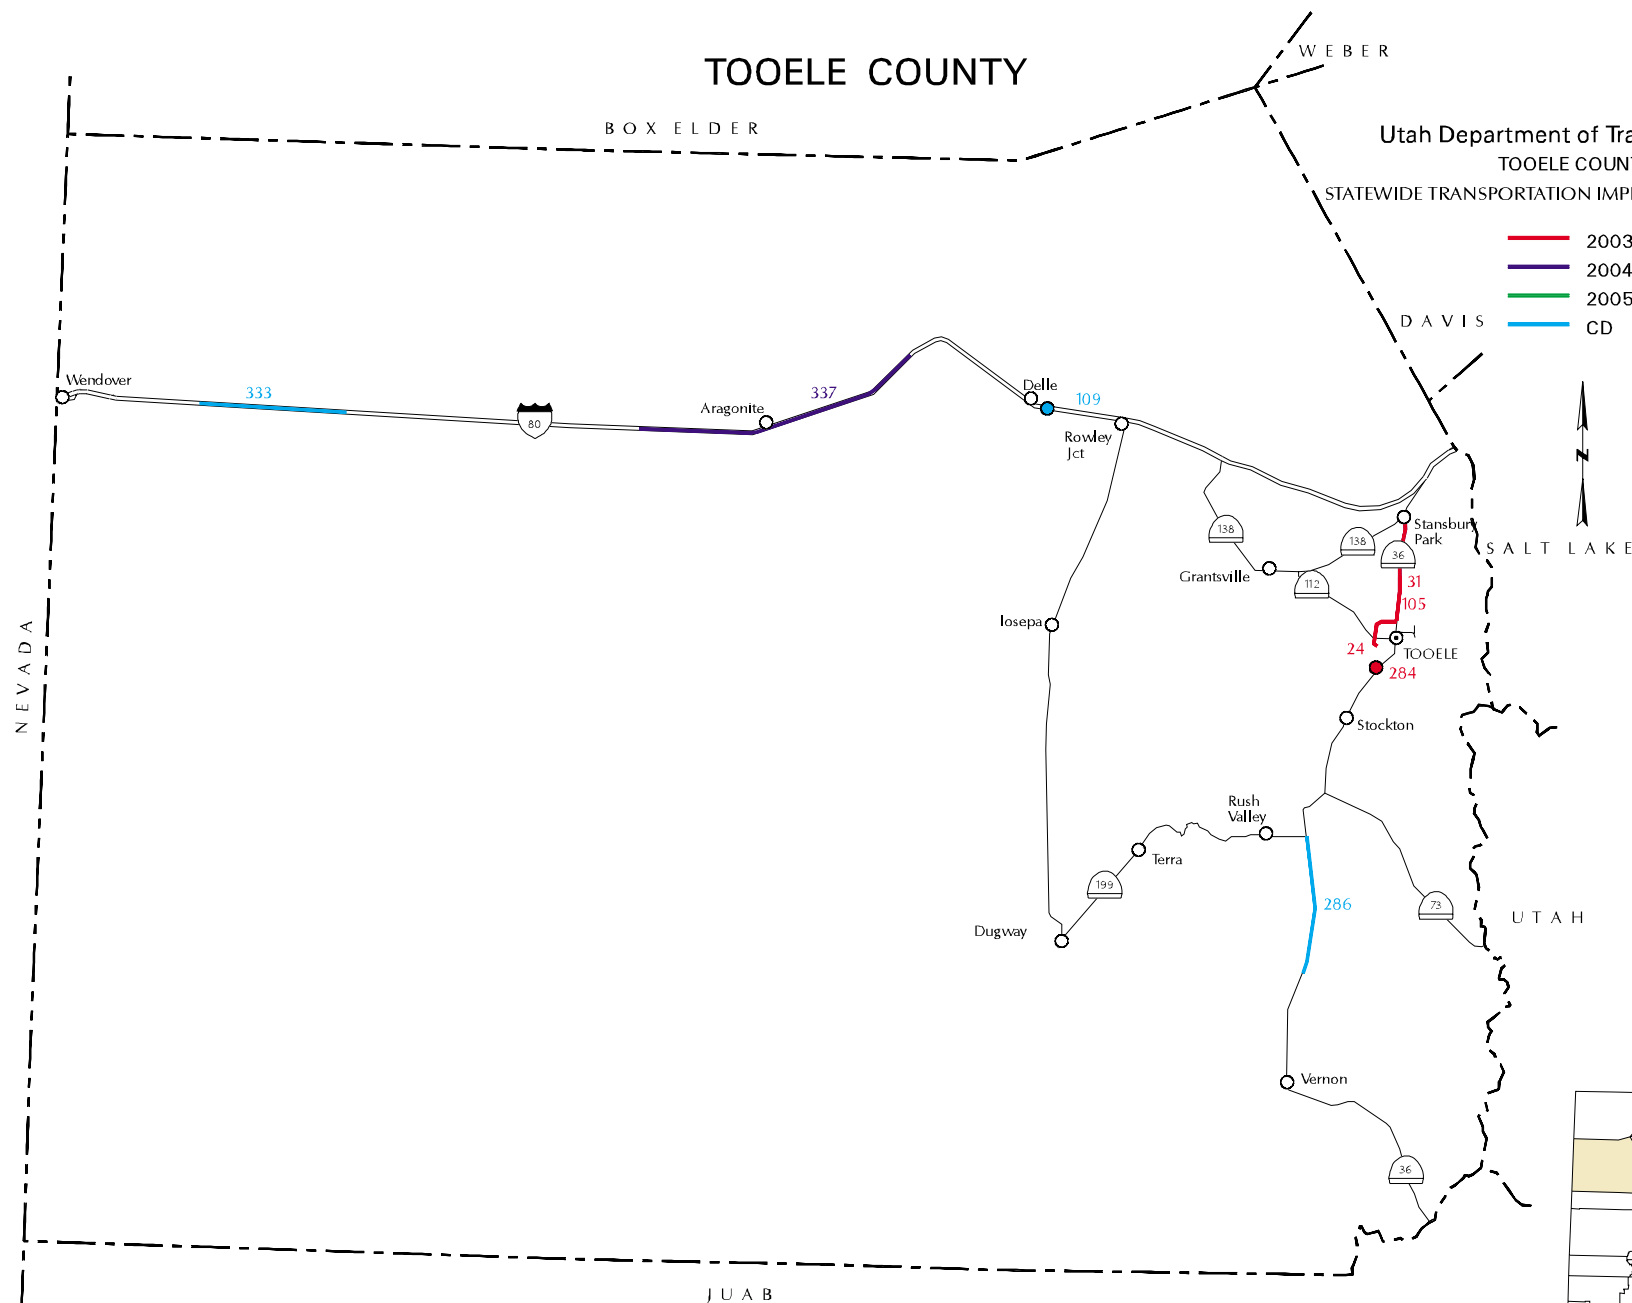 WEBER
TOOELE COUNTY
BOX ELDER
Utah Department of Tra
TOOELE COUN
STATEWIDE TRANSPORTATION IMP
2003
2004
2005
CD
DAVIS
Wendover
333
80
Aragonite
337
Delle
109
Rowley
Jct
N
138
Stansbury
Park
138
36
SALT LAKE
Grantsville
112
31
105
Iosepa
24
TOOELE
284
NEVADA
Stockton
Rush
Valley
Terra
199
286
73
UTAH
Dugway
Vernon
36
JUAB